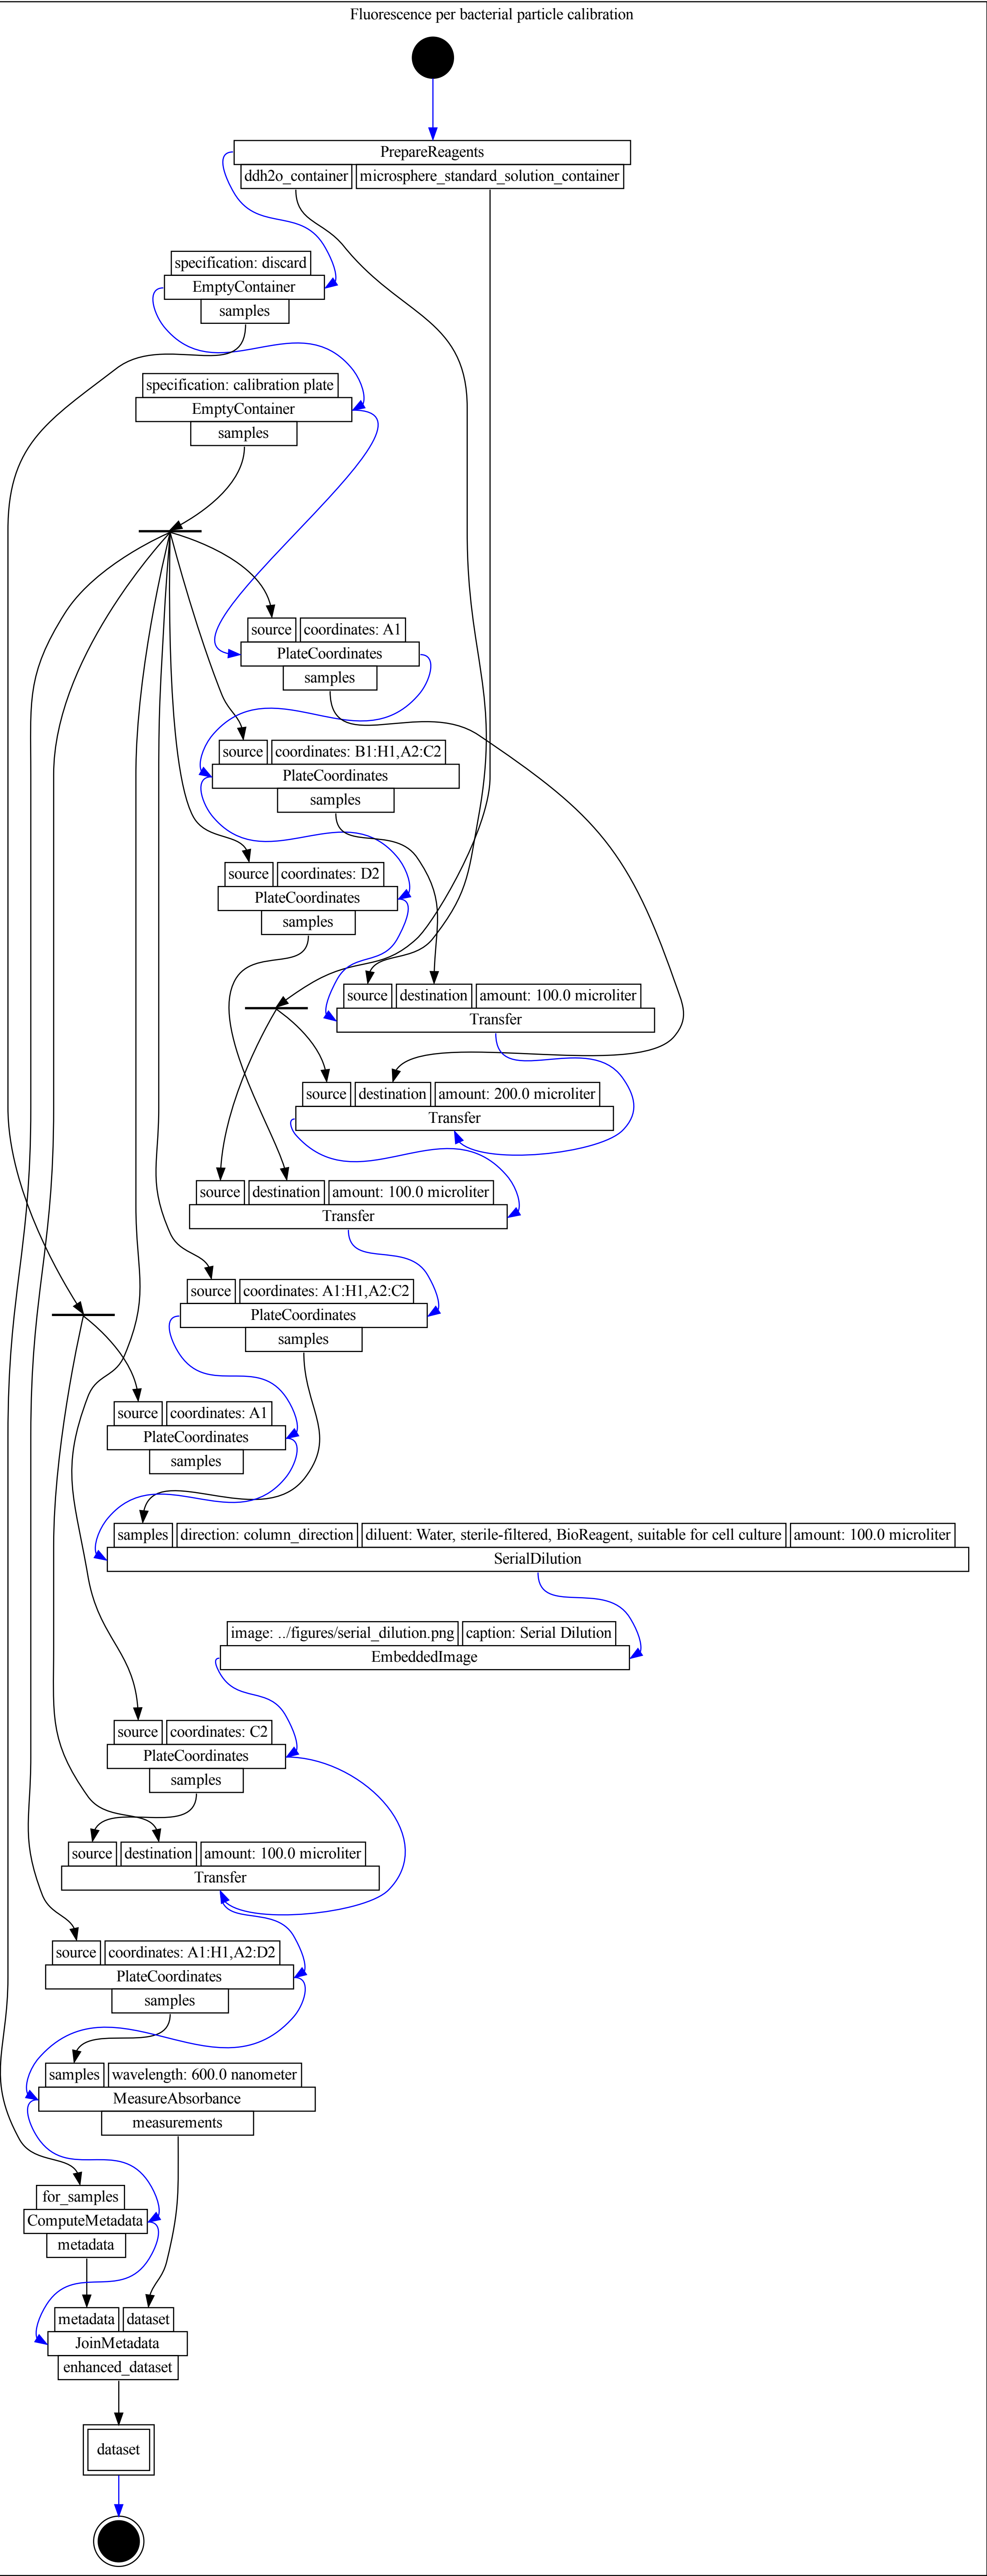 Fluorescence per bacterial particle calibration
PrepareReagents
ddh2o_container microsphere_standard_solution_container
specification: discard
EmptyContainer
samples
specification: calibration plate
EmptyContainer
samples
source coordinates: A1
PlateCoordinates
samples
source coordinates: B1:H1,A2:C2
PlateCoordinates
samples
source coordinates: D2
PlateCoordinates
samples
source destination amount: 100.0 microliter
Transfer
source destination amount: 200.0 microliter
Transfer
source destination amount: 100.0 microliter
Transfer
source coordinates: A1:H1,A2:C2
PlateCoordinates
samples
source coordinates: A1
PlateCoordinates
samples
samples direction: column_direction diluent: Water, sterile-filtered, BioReagent, suitable for cell culture amount: 100.0 microliter
SerialDilution
image: ../figures/serial_dilution.png caption: Serial Dilution
EmbeddedImage
source coordinates: C2
PlateCoordinates
samples
source destination amount: 100.0 microliter
Transfer
source coordinates: A1:H1,A2:D2
PlateCoordinates
samples
samples wavelength: 600.0 nanometer
MeasureAbsorbance
measurements
for_samples
ComputeMetadata
metadata
metadata dataset
JoinMetadata
enhanced_dataset
dataset